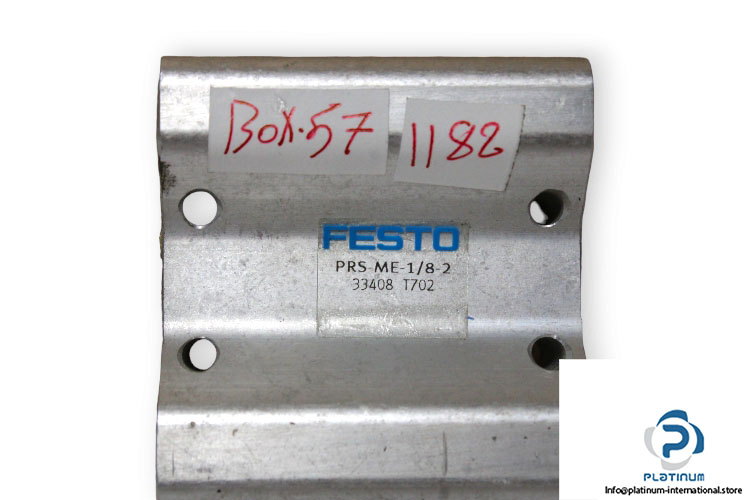 BOX.57
1182
FESTO
PRS-ME-1/8-2
33408 T702
PLATINUM
Info@platinum-international.store